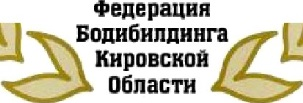 Федерация
Бодибилдинга
Кировской
Области